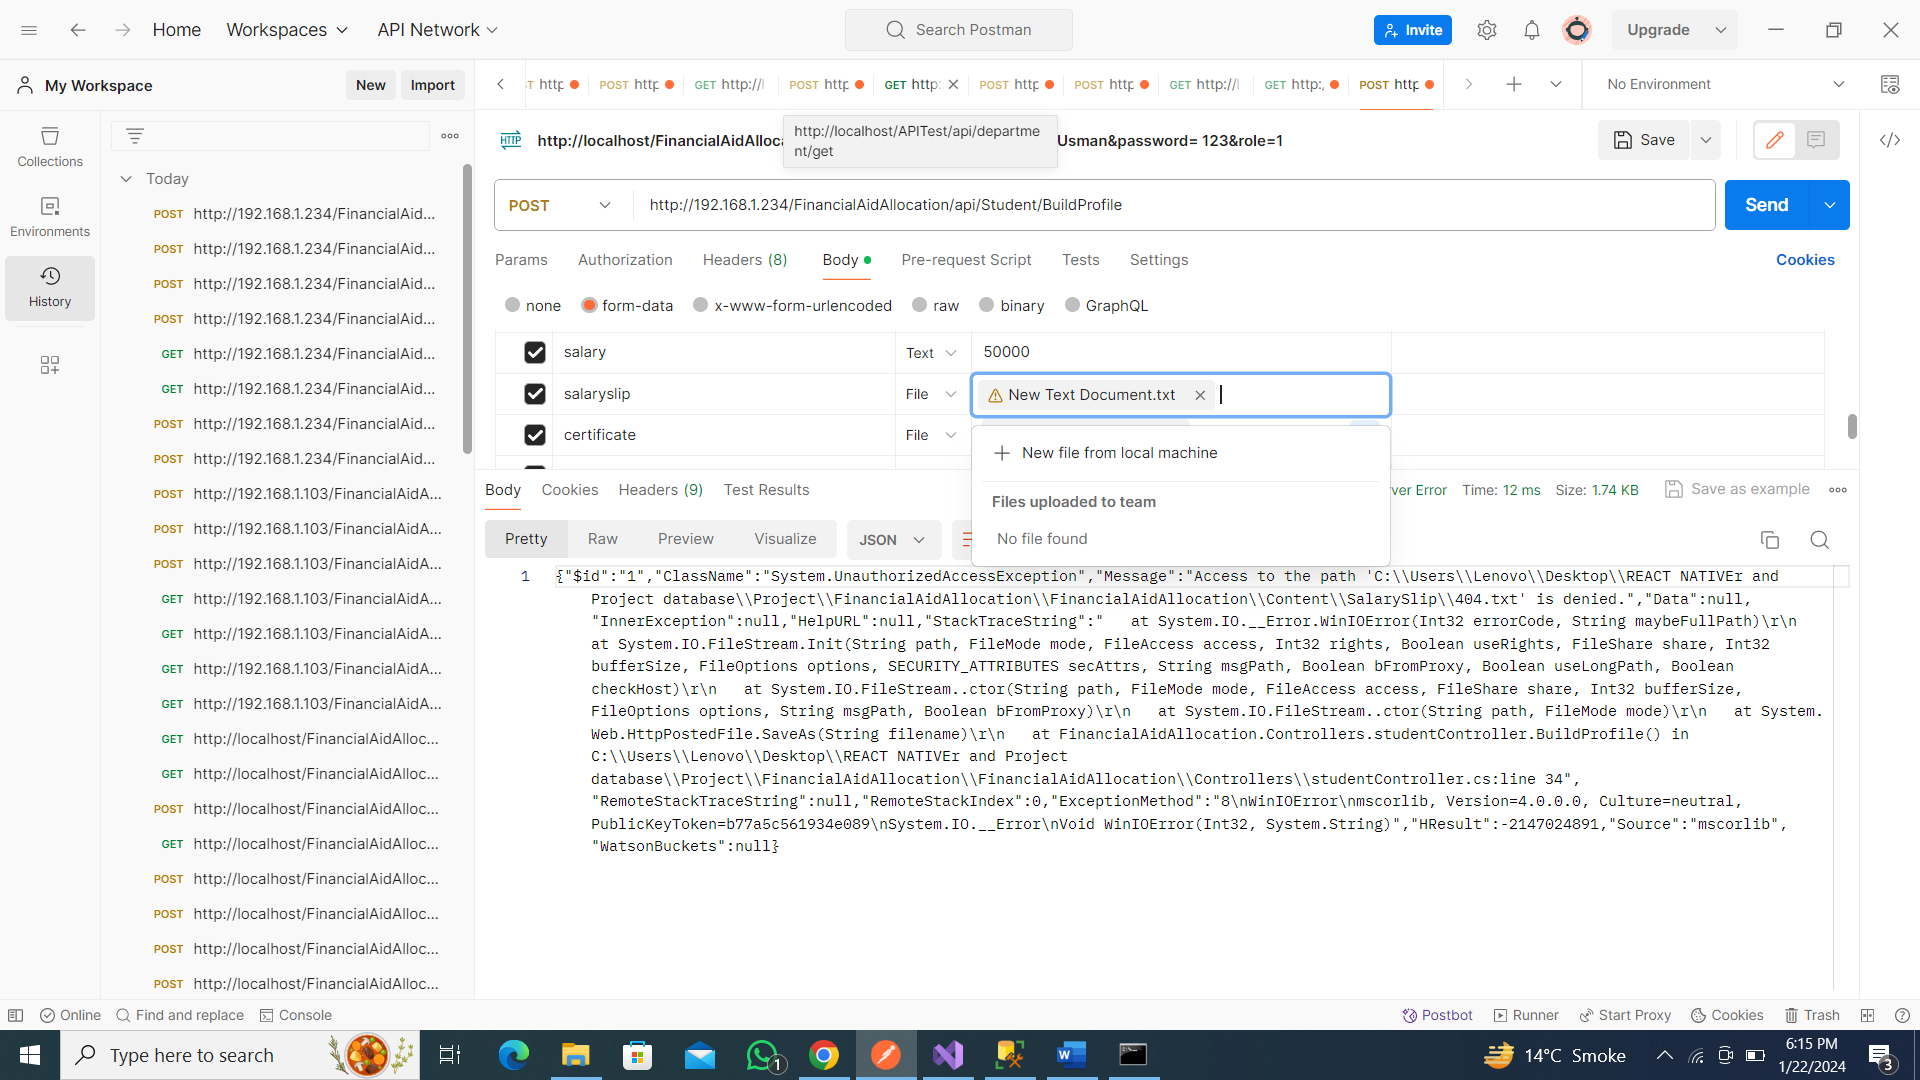 Home
Workspaces
API Network
Search Postman
Invite
Upgrade
My Workspace
New
Import
POST http
POST http
GET http://l
POST http
GET http:
POST http
POST http
GET http://l
GET http:,
POST http
No Environment
Collections
Environments
History
Today
POST http://192.168.1.234/FinancialAid...
POST http://192.168.1.234/FinancialAid...
POST http://192.168.1.234/FinancialAid...
POST http://192.168.1.234/FinancialAid...
GET http://192.168.1.234/FinancialAid...
GET http://192.168.1.234/FinancialAid...
POST http://192.168.1.234/FinancialAid...
POST http://192.168.1.234/FinancialAid...
POST http://192.168.1.103/FinancialAidA...
POST http://192.168.1.103/FinancialAidA...
POST http://192.168.1.103/FinancialAidA...
GET http://192.168.1.103/FinancialAidA...
GET http://192.168.1.103/FinancialAidA...
GET http://192.168.1.103/FinancialAidA...
GET http://192.168.1.103/FinancialAidA...
GET http://localhost/FinancialAidAlloc...
GET http://localhost/FinancialAidAlloc...
POST http://localhost/FinancialAidAlloc...
GET http://localhost/FinancialAidAlloc...
POST http://localhost/FinancialAidAlloc...
POST http://localhost/FinancialAidAlloc...
POST http://localhost/FinancialAidAlloc...
POST http://localhost/FinancialAidAlloc...
HTTP
http://localhost/FinancialAidAlloca
Usman&password= 123&role=1
http://localhost/APITest/api/departme
nt/get
Save
POST
http://192.168.1.234/FinancialAidAllocation/api/Student/BuildProfile
Send
Params
Authorization
Headers (8)
Body
Pre-request Script
Tests
Settings
Cookies
none
form-data
x-www-form-urlencoded
raw
binary
GraphQL
salary Text 50000
salaryslip File New Text Document.txt
certificate File
New file from local machine
Files uploaded to team
No file found
Body
Cookies
Headers (9)
Test Results
ver Error
Time: 12 ms
Size: 1.74 KB
Save as example
Pretty
Raw
Preview
Visualize
JSON
1
{"$id":"1","ClassName":"System.UnauthorizedAccessException","Message":"Access to the path 'C:\\Users\\Lenovo\\Desktop\\REACT NATIVEr and
Project database\\Project\\FinancialAidAllocation\\FinancialAidAllocation\\Content\\SalarySlip\\404.txt' is denied.","Data":null,
"InnerException":null,"HelpURL":null,"StackTraceString":"   at System.IO.__Error.WinIOError(Int32 errorCode, String maybeFullPath)\r\n
at System.IO.FileStream.Init(String path, FileMode mode, FileAccess access, Int32 rights, Boolean useRights, FileShare share, Int32
bufferSize, FileOptions options, SECURITY_ATTRIBUTES secAttrs, String msgPath, Boolean bFromProxy, Boolean useLongPath, Boolean
checkHost)\r\n   at System.IO.FileStream..ctor(String path, FileMode mode, FileAccess access, FileShare share, Int32 bufferSize,
FileOptions options, String msgPath, Boolean bFromProxy)\r\n   at System.IO.FileStream..ctor(String path, FileMode mode)\r\n   at System.
Web.HttpPostedFile.SaveAs(String filename)\r\n   at FinancialAidAllocation.Controllers.studentController.BuildProfile() in
C:\\Users\\Lenovo\\Desktop\\REACT NATIVEr and Project
database\\Project\\FinancialAidAllocation\\FinancialAidAllocation\\Controllers\\studentController.cs:line 34",
"RemoteStackTraceString":null,"RemoteStackIndex":0,"ExceptionMethod":"8\nWinIOError\nmscorlib, Version=4.0.0.0, Culture=neutral,
PublicKeyToken=b77a5c561934e089\nSystem.IO.__Error\nVoid WinIOError(Int32, System.String)","HResult":-2147024891,"Source":"mscorlib",
"WatsonBuckets":null}
Online
Find and replace
Console
Postbot
Runner
Start Proxy
Cookies
Trash
Type here to search
1
14°C Smoke
6:15 PM
1/22/2024
3